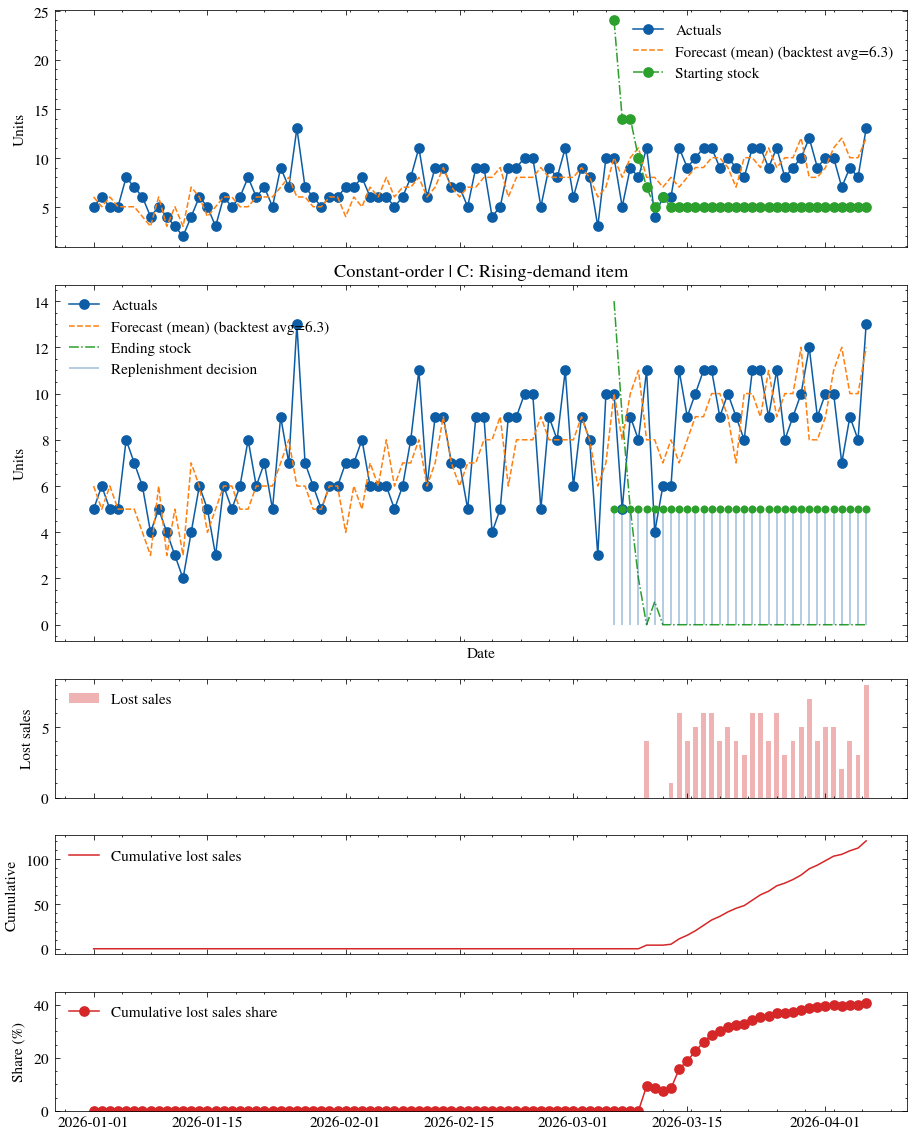 25
20
15
10
5
Units
Actuals
Forecast (mean) (backtest avg=6.3)
Starting stock
Constant-order | C: Rising-demand item
14
12
10
8
6
4
2
0
Units
Actuals
Forecast (mean) (backtest avg=6.3)
Ending stock
Replenishment decision
Date
5
0
Lost sales
Lost sales
100
50
0
Cumulative
Cumulative lost sales
40
20
0
Share (%)
Cumulative lost sales share
2026-01-01
2026-01-15
2026-02-01
2026-02-15
2026-03-01
2026-03-15
2026-04-01